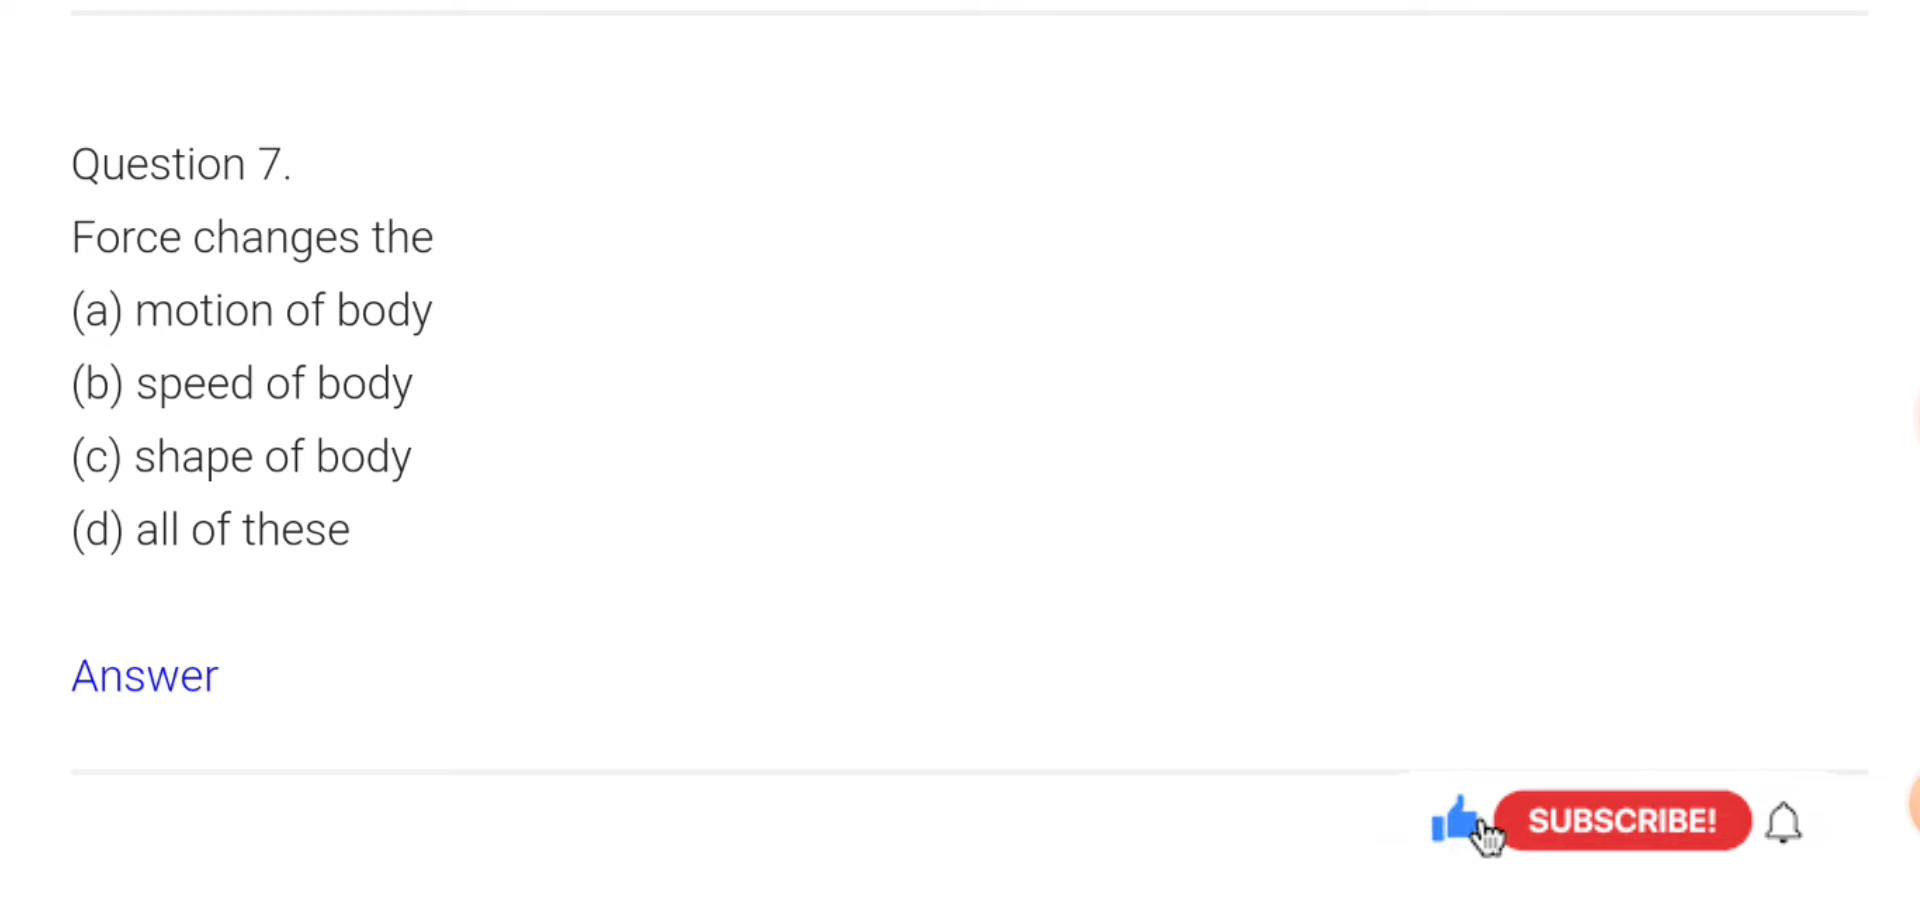 Question 7.
Force changes the
(a) motion of body
(b) speed of body
(c) shape of body
(d) all of these
Answer
SUBSCRIBE!